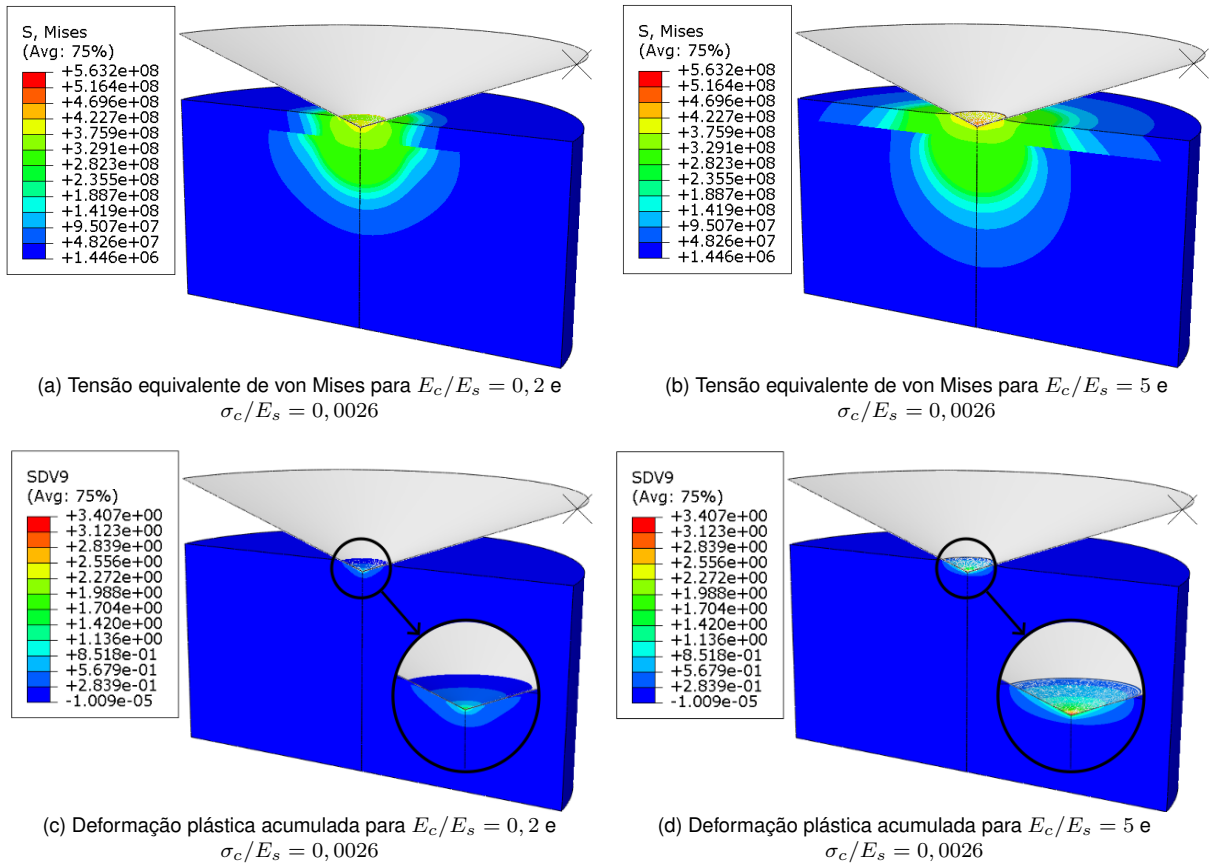 S, Mises
(Avg: 75%)
+5.632e+08
+5.164e+08
+4.696e+08
+4.227e+08
+3.759e+08
+3.291e+08
+2.823e+08
+2.355e+08
+1.887e+08
+1.419e+08
+9.507e+07
+4.826e+07
+1.446e+06
(a) Tensão equivalente de von Mises para E_c/E_s = 0, 2 e
σ_c/E_s = 0, 0026
S, Mises
(Avg: 75%)
+5.632e+08
+5.164e+08
+4.696e+08
+4.227e+08
+3.759e+08
+3.291e+08
+2.823e+08
+2.355e+08
+1.887e+08
+1.419e+08
+9.507e+07
+4.826e+07
+1.446e+06
(b) Tensão equivalente de von Mises para E_c/E_s = 5 e
σ_c/E_s = 0, 0026
SDV9
(Avg: 75%)
+3.407e+00
+3.123e+00
+2.839e+00
+2.556e+00
+2.272e+00
+1.988e+00
+1.704e+00
+1.420e+00
+1.136e+00
+8.518e-01
+5.679e-01
+2.839e-01
-1.009e-05
(c) Deformação plástica acumulada para E_c/E_s = 0, 2 e
σ_c/E_s = 0, 0026
SDV9
(Avg: 75%)
+3.407e+00
+3.123e+00
+2.839e+00
+2.556e+00
+2.272e+00
+1.988e+00
+1.704e+00
+1.420e+00
+1.136e+00
+8.518e-01
+5.679e-01
+2.839e-01
-1.009e-05
(d) Deformação plástica acumulada para E_c/E_s = 5 e
σ_c/E_s = 0, 0026